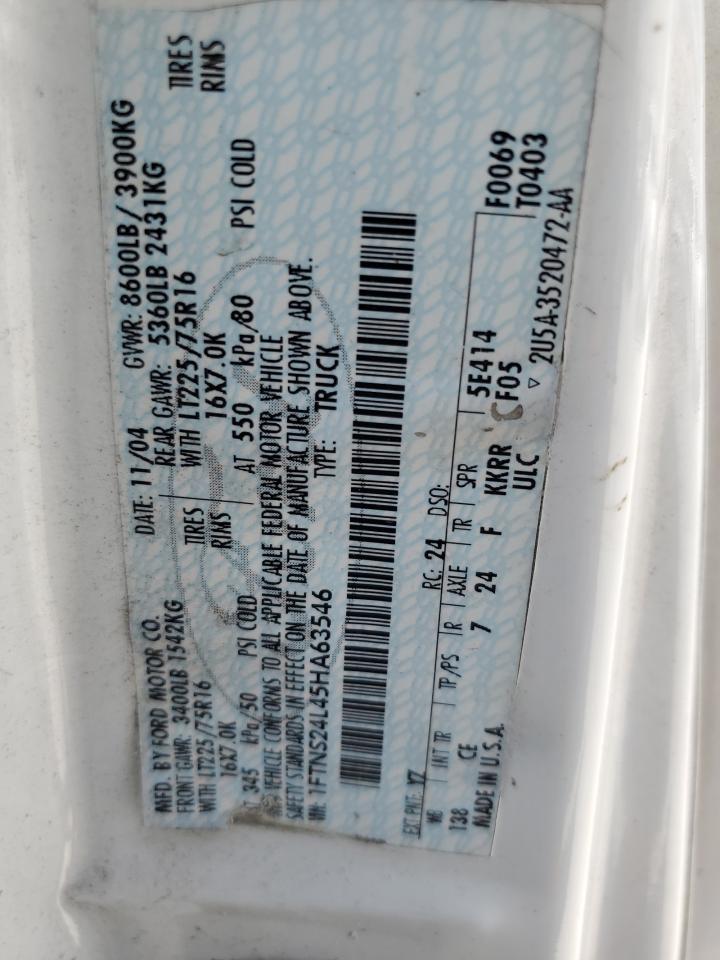 MFD. BY FORD MOTOR CO. DATE: 11/04 GVWR: 8600LB/ 3900KG
FRONT GAWR: 3400LB 1542KG REAR GAWR: 5360LB 2431KG
WITH LT225/75R16 TIRES WITH LT225/75R16 TIRES
16X7.0K RIMS 16X7.0K RIMS
AT 345 kPa/50 PSI COLD AT 550 kPa/80 PSI COLD
VEHICLE CONFORMS TO ALL APPLICABLE FEDERAL MOTOR VEHICLE
SAFETY STANDARDS IN EFFECT ON THE DATE OF MANUFACTURE SHOWN ABOVE.
VIN: 1FTNS24L45HA63546 TYPE: TRUCK
EXT PNT: YZ RC: 24 DSO:
WB INT TR TP/PS R AXLE TR SPR 5E414 F0069
138 CE 7 24 F KKRR F05 T0403
MADE IN U.S.A. ULC ▽ 2U5A-3520472-AA